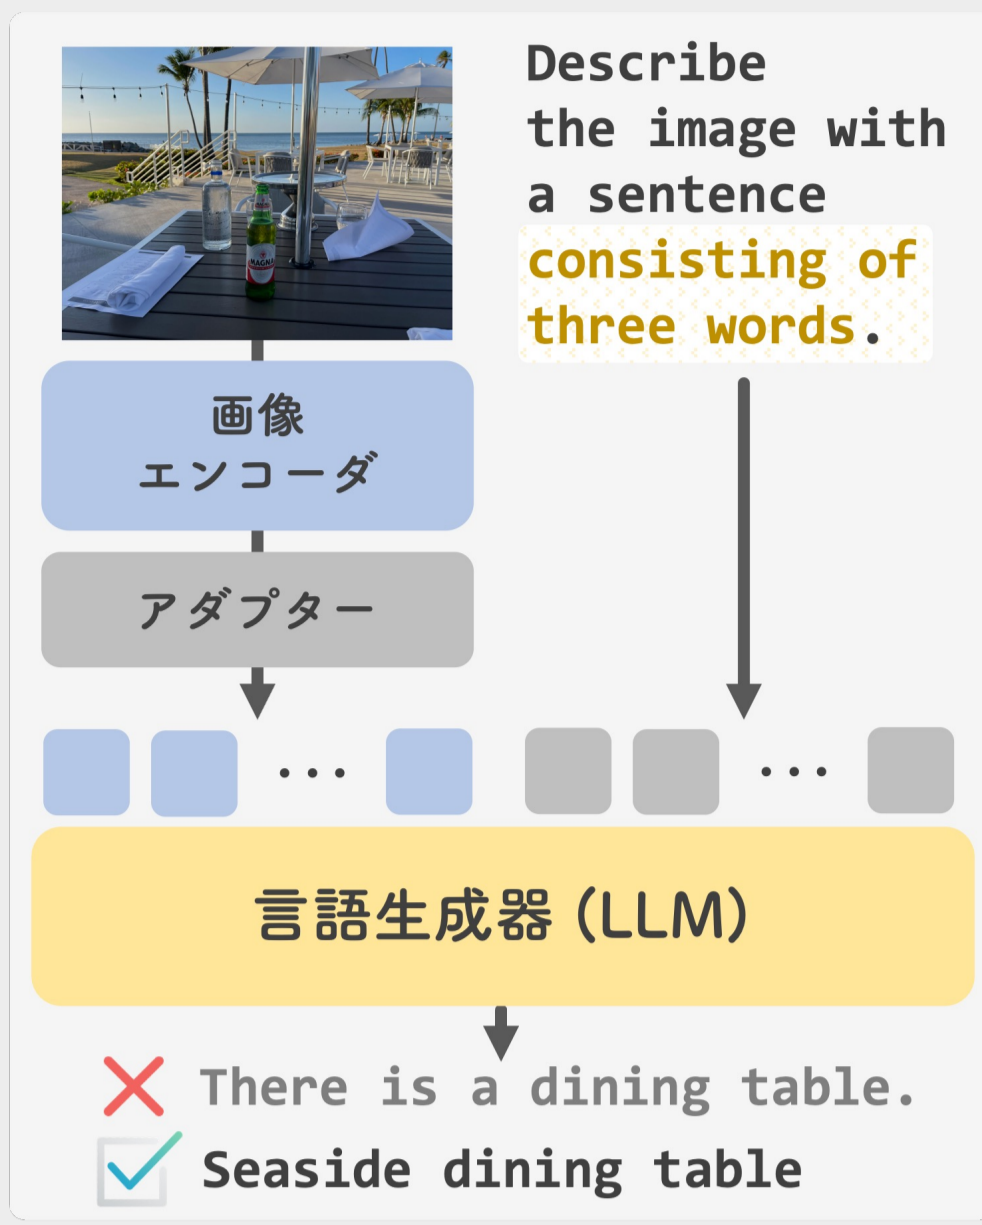 MAGNA
Describe
the image with
a sentence
consisting of
three words.
画像
エンコーダ
アダプター
...
...
言語生成器 (LLM)
There is a dining table.
Seaside dining table